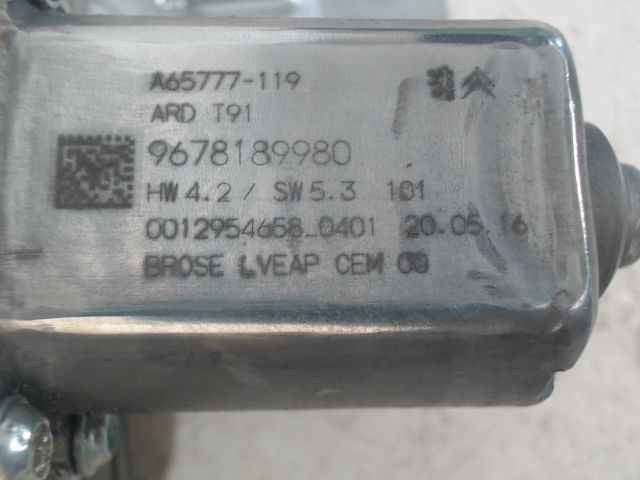 A65777-119
ARD T91
9678189980
HW 4.2 / SW 5.3 101
0012954658_0401 20.05.16
BROSE LVEAP CEM 00